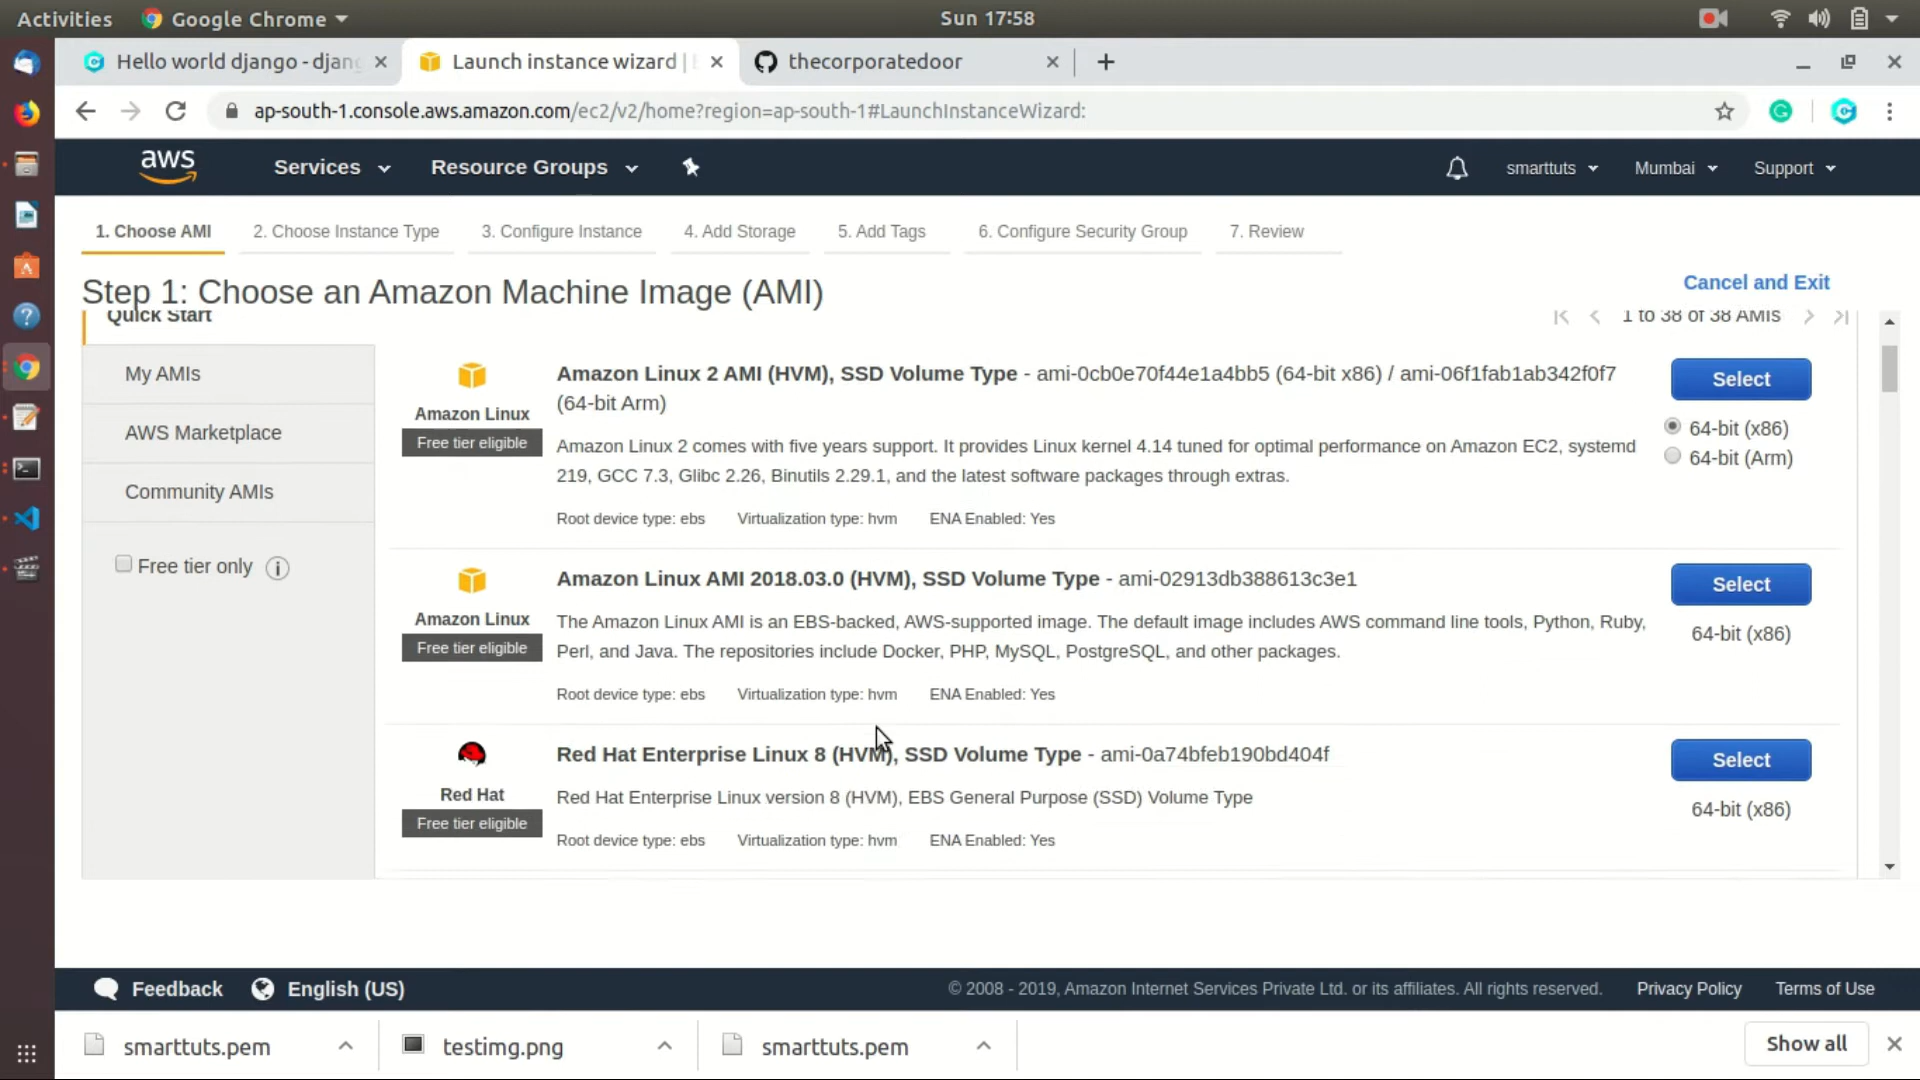 Activities
Google Chrome
Sun 17:58
Hello world django - djang
Launch instance wizard |
thecorporatedoor
ap-south-1.console.aws.amazon.com/ec2/v2/home?region=ap-south-1#LaunchInstanceWizard:
aws
Services
Resource Groups
smarttuts
Mumbai
Support
1. Choose AMI
2. Choose Instance Type
3. Configure Instance
4. Add Storage
5. Add Tags
6. Configure Security Group
7. Review
Step 1: Choose an Amazon Machine Image (AMI)
Cancel and Exit
Quick Start
1 to 38 of 38 AMIs
My AMIs
AWS Marketplace
Community AMIs
Free tier only
Amazon Linux
Free tier eligible
Amazon Linux 2 AMI (HVM), SSD Volume Type - ami-0cb0e70f44e1a4bb5 (64-bit x86) / ami-06f1fab1ab342f0f7
(64-bit Arm)
Amazon Linux 2 comes with five years support. It provides Linux kernel 4.14 tuned for optimal performance on Amazon EC2, systemd
219, GCC 7.3, Glibc 2.26, Binutils 2.29.1, and the latest software packages through extras.
Root device type: ebs Virtualization type: hvm ENA Enabled: Yes
Select
64-bit (x86)
64-bit (Arm)
Amazon Linux
Free tier eligible
Amazon Linux AMI 2018.03.0 (HVM), SSD Volume Type - ami-02913db388613c3e1
The Amazon Linux AMI is an EBS-backed, AWS-supported image. The default image includes AWS command line tools, Python, Ruby,
Perl, and Java. The repositories include Docker, PHP, MySQL, PostgreSQL, and other packages.
Root device type: ebs Virtualization type: hvm ENA Enabled: Yes
Select
64-bit (x86)
Red Hat
Free tier eligible
Red Hat Enterprise Linux 8 (HVM), SSD Volume Type - ami-0a74bfeb190bd404f
Red Hat Enterprise Linux version 8 (HVM), EBS General Purpose (SSD) Volume Type
Root device type: ebs Virtualization type: hvm ENA Enabled: Yes
Select
64-bit (x86)
Feedback
English (US)
© 2008 - 2019, Amazon Internet Services Private Ltd. or its affiliates. All rights reserved.
Privacy Policy
Terms of Use
smarttuts.pem
testimg.png
smarttuts.pem
Show all